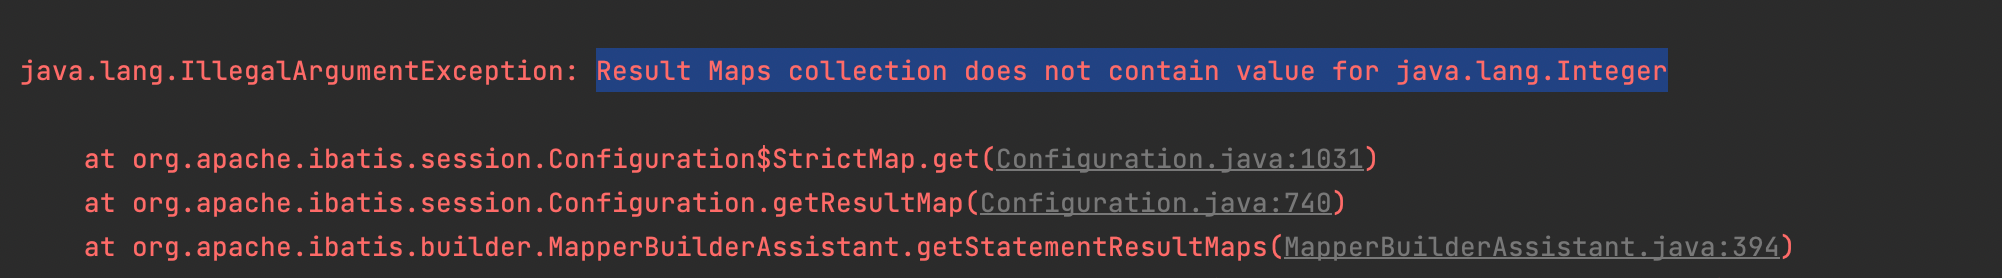 java.lang.IllegalArgumentException: Result Maps collection does not contain value for java.lang.Integer
at org.apache.ibatis.session.Configuration$StrictMap.get(Configuration.java:1031)
at org.apache.ibatis.session.Configuration.getResultMap(Configuration.java:740)
at org.apache.ibatis.builder.MapperBuilderAssistant.getStatementResultMaps(MapperBuilderAssistant.java:394)